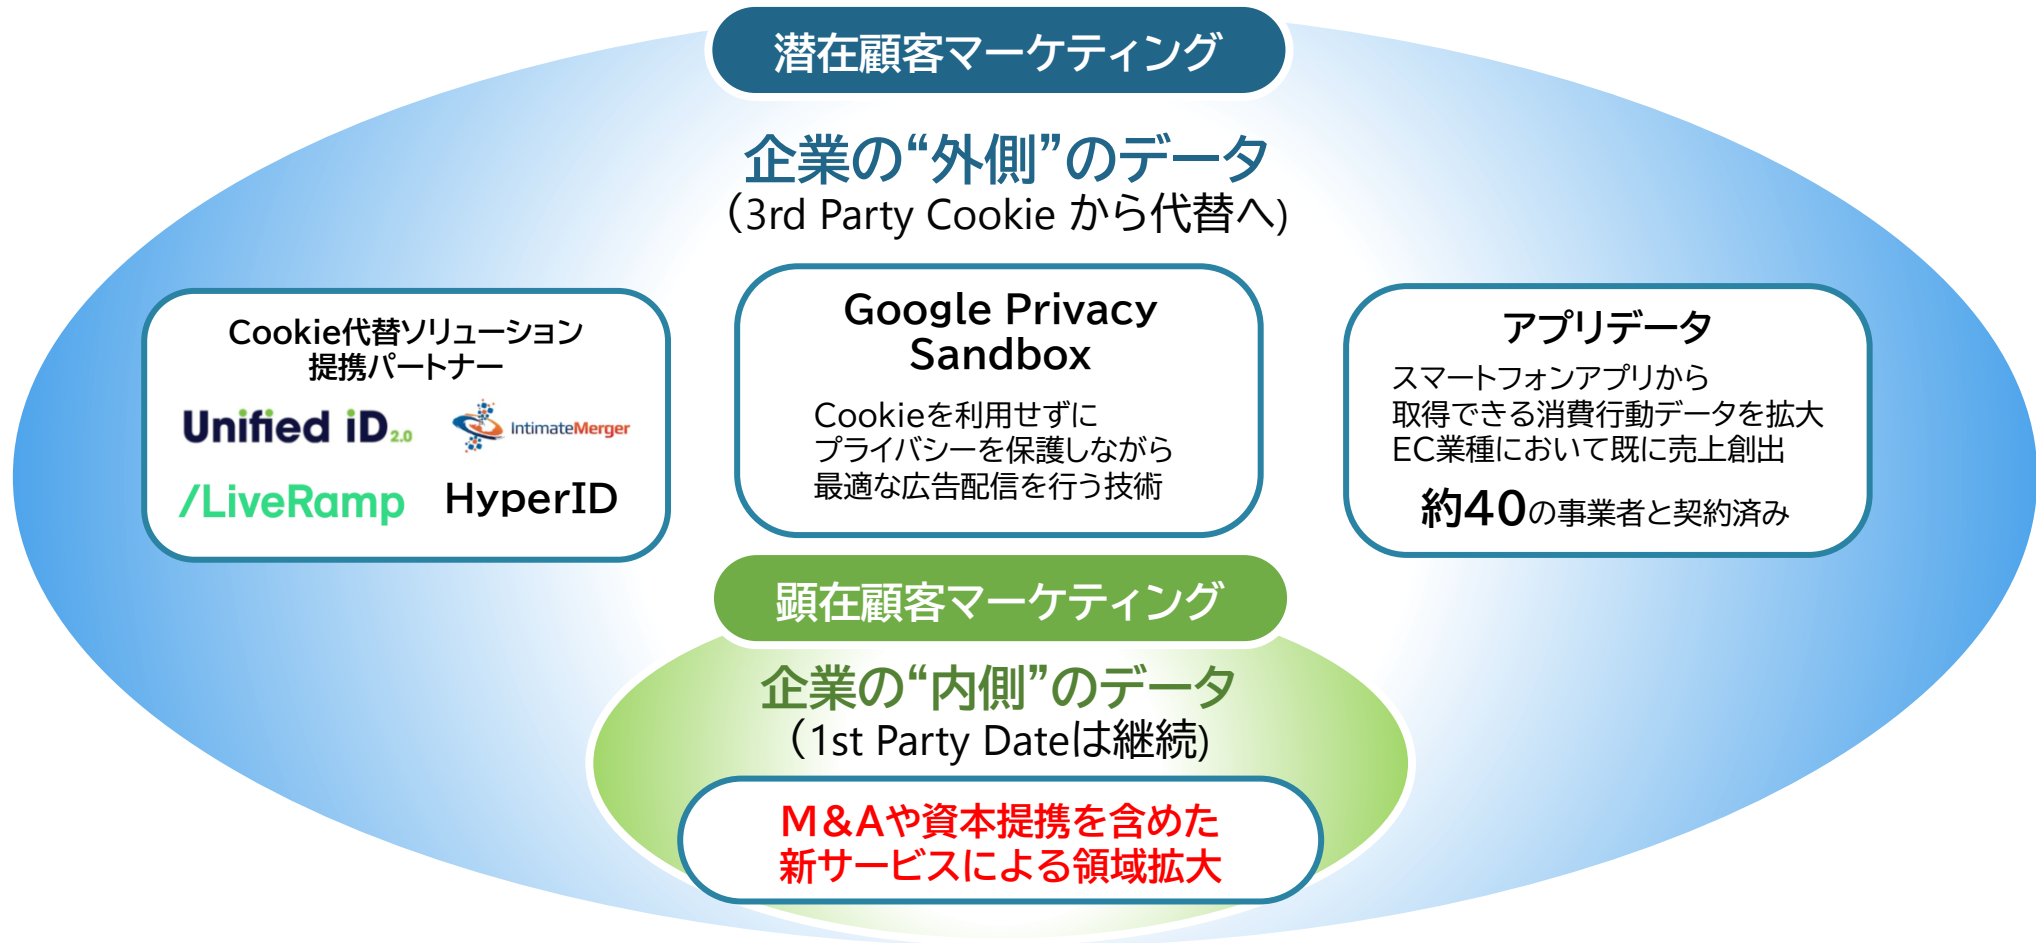 潜在顧客マーケティング
企業の“外側”のデータ
（3rd Party Cookie から代替へ)
Cookie代替ソリューション
提携パートナー
Unified iD 2.0
IntimateMerger
/LiveRamp
HyperID
Google Privacy
Sandbox
Cookieを利用せずに
プライバシーを保護しながら
最適な広告配信を行う技術
アプリデータ
スマートフォンアプリから
取得できる消費行動データを拡大
EC業種において既に売上創出
約40の事業者と契約済み
顕在顧客マーケティング
企業の“内側”のデータ
（1st Party Dateは継続)
M＆Aや資本提携を含めた
新サービスによる領域拡大